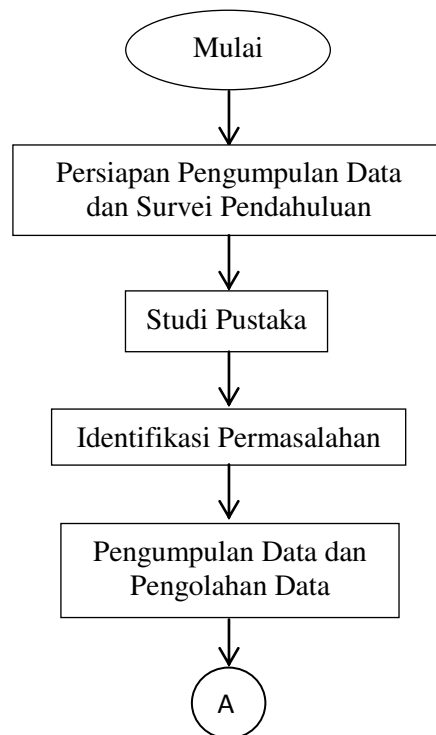 Mulai
Persiapan Pengumpulan Data
dan Survei Pendahuluan
Studi Pustaka
Identifikasi Permasalahan
Pengumpulan Data dan
Pengolahan Data
A